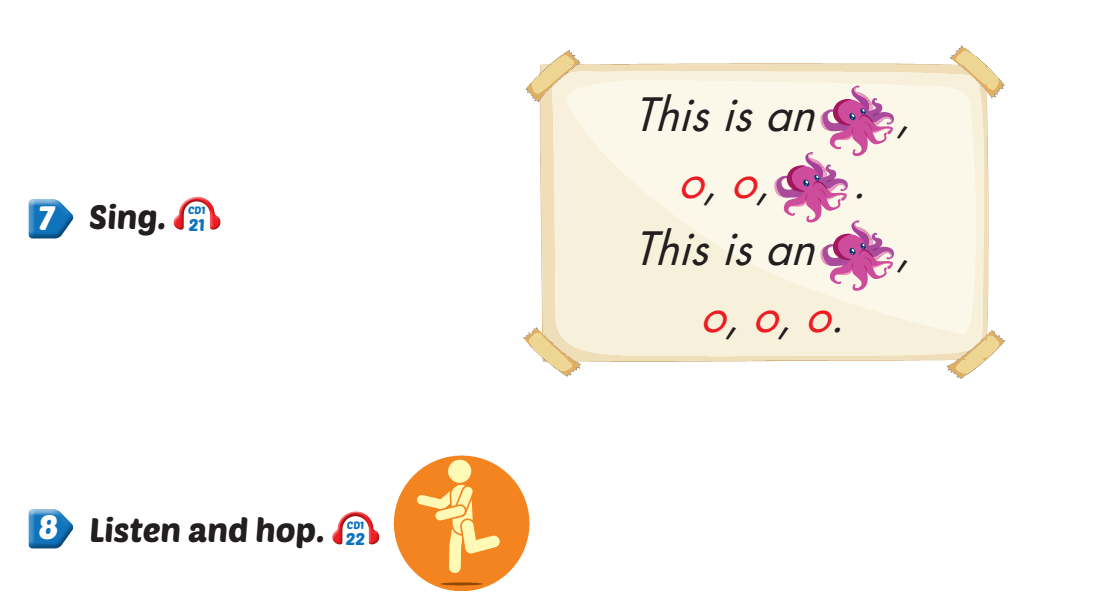 This is an ,
o, o, .
7 Sing. CD1 21
This is an ,
o, o, o.
8 Listen and hop. CD1 22